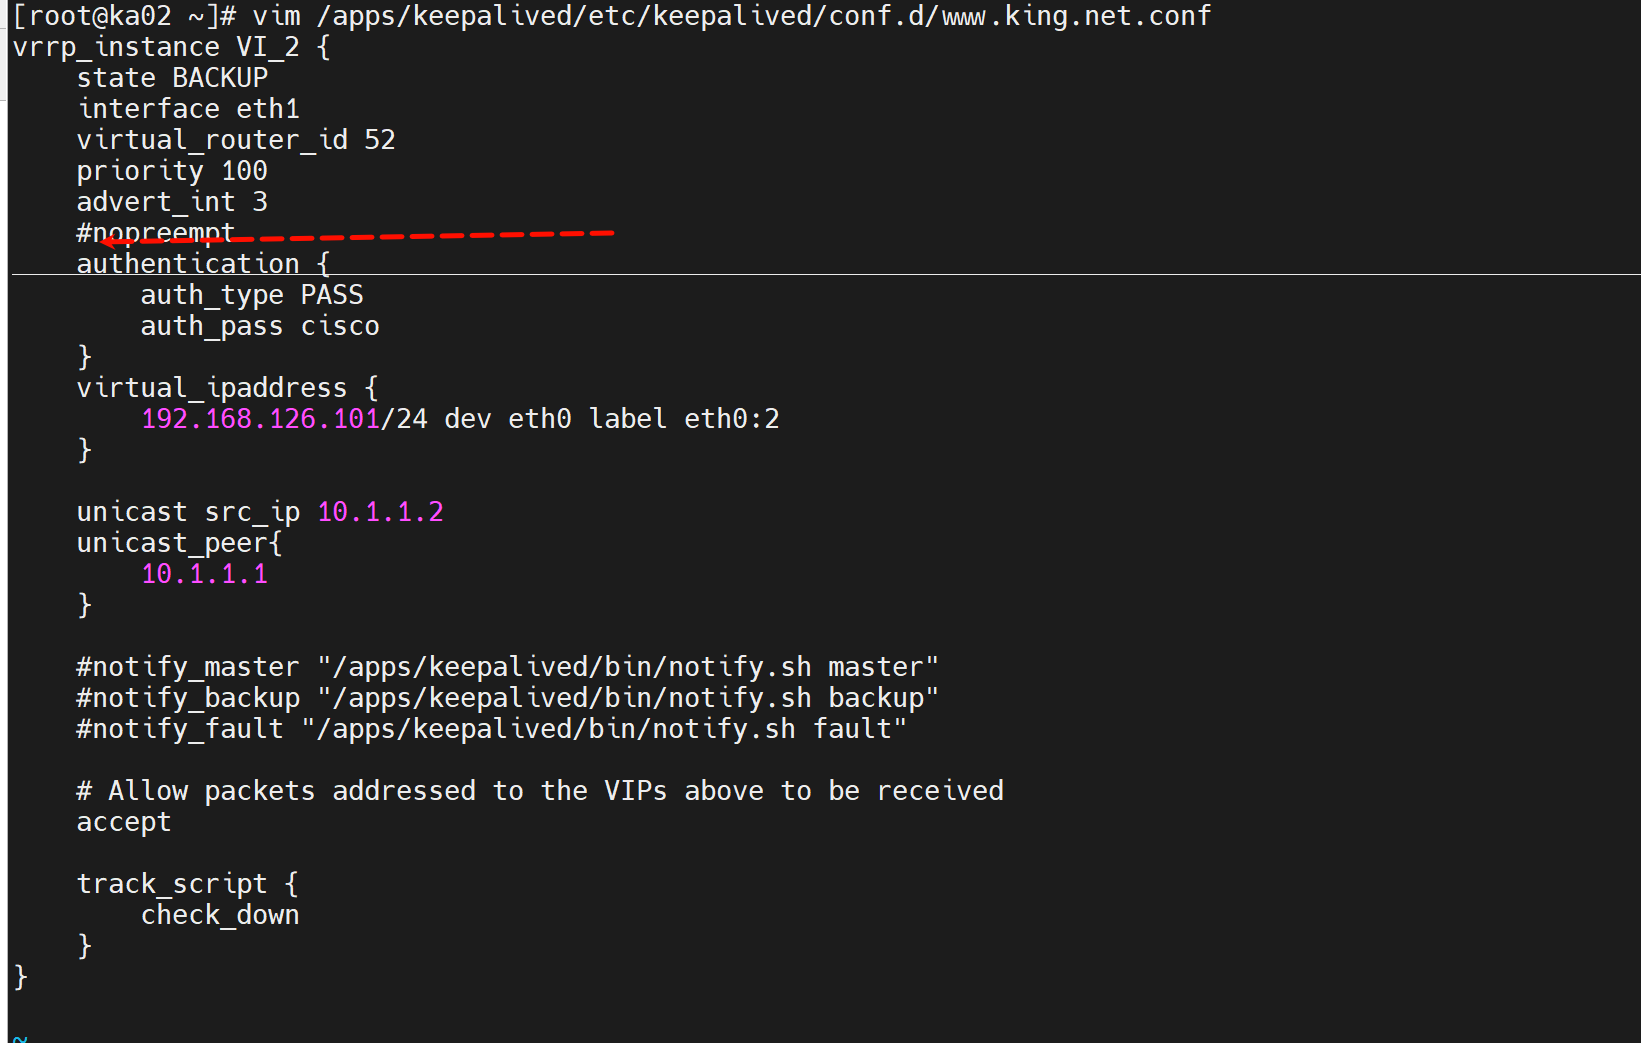 [root@ka02 ~]# vim /apps/keepalived/etc/keepalived/conf.d/www.king.net.conf
vrrp_instance VI_2 {
    state BACKUP
    interface eth1
    virtual_router_id 52
    priority 100
    advert_int 3
    #nopreempt
    authentication {
        auth_type PASS
        auth_pass cisco
    }
    virtual_ipaddress {
        192.168.126.101/24 dev eth0 label eth0:2
    }

    unicast src_ip 10.1.1.2
    unicast_peer{
        10.1.1.1
    }

    #notify_master "/apps/keepalived/bin/notify.sh master"
    #notify_backup "/apps/keepalived/bin/notify.sh backup"
    #notify_fault "/apps/keepalived/bin/notify.sh fault"

    # Allow packets addressed to the VIPs above to be received
    accept

    track_script {
        check_down
    }
}

~